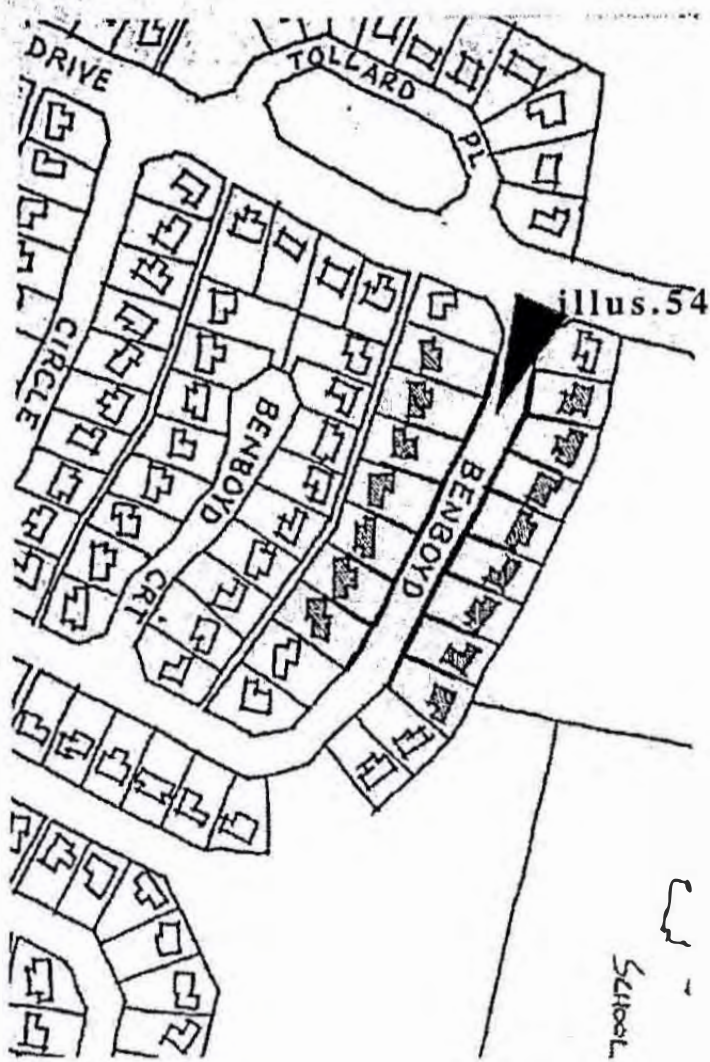 DRIVE
TOLLARD
PL
illus.54
CIRCLE
BENBOYD
CRT.
BENBOYD
SCHOOL